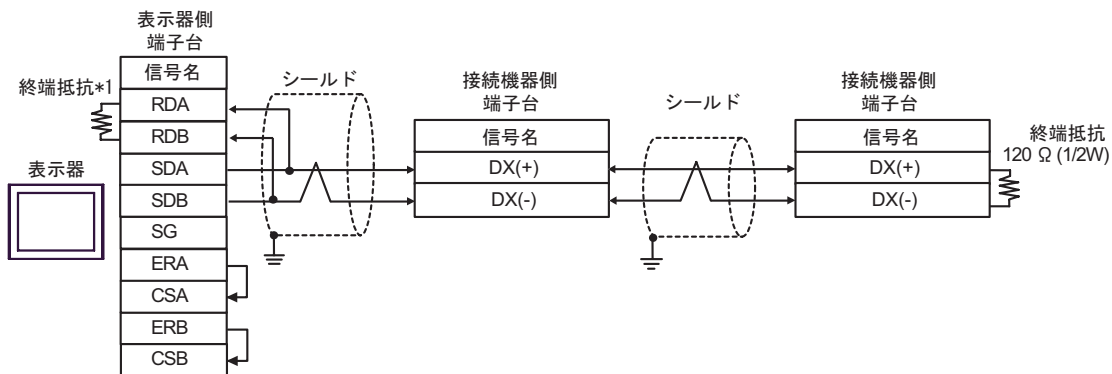 表示器側
端子台
信号名
終端抵抗*1
RDA
RDB
表示器
SDA
SDB
SG
ERA
CSA
ERB
CSB
シールド
接続機器側
端子台
信号名
DX(+)
DX(-)
シールド
接続機器側
端子台
信号名
DX(+)
DX(-)
終端抵抗
120 Ω (1/2W)